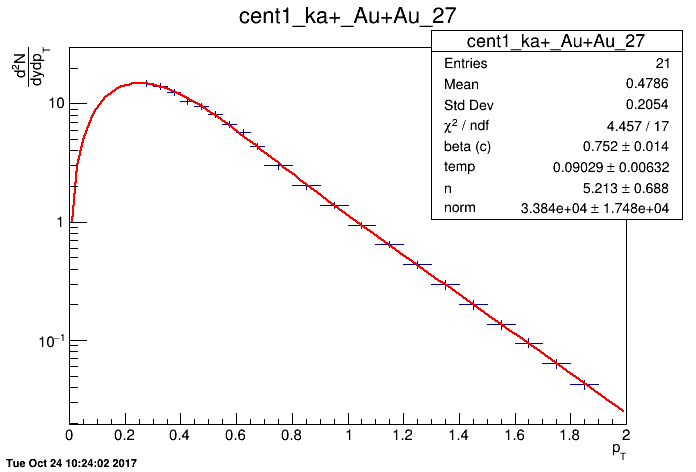 cent1_ka+_Au+Au_27
cent1_ka+_Au+Au_27
Entries 21
Mean 0.4786
Std Dev 0.2054
χ² / ndf 4.457 / 17
beta (c) 0.752 ± 0.014
temp 0.09029 ± 0.00632
n 5.213 ± 0.688
norm 3.384e+04 ± 1.748e+04
d²N
dydp_T
10
1
10⁻¹
0 0.2 0.4 0.6 0.8 1 1.2 1.4 1.6 1.8 2
p_T
Tue Oct 24 10:24:02 2017